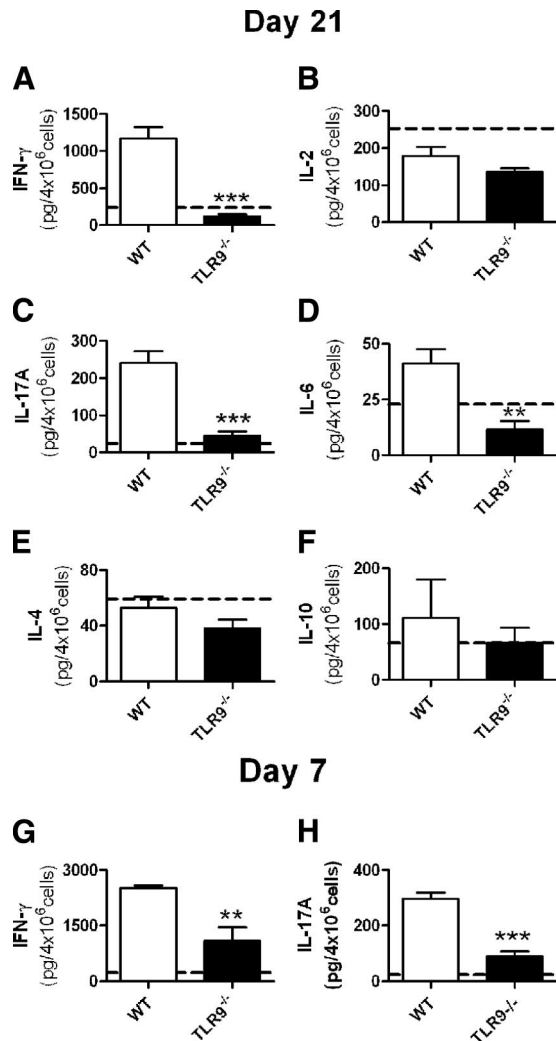 Day 21
A
IFN-γ
(pg/4x10⁶cells)
1500
1000
500
0
***
WT
TLR9⁻/⁻
B
IL-2
(pg/4x10⁶cells)
300
200
100
0
WT
TLR9⁻/⁻
C
IL-17A
(pg/4x10⁶cells)
300
200
100
0
***
WT
TLR9⁻/⁻
D
IL-6
(pg/4x10⁶cells)
50
25
0
**
WT
TLR9⁻/⁻
E
IL-4
(pg/4x10⁶cells)
80
40
0
WT
TLR9⁻/⁻
F
IL-10
(pg/4x10⁶cells)
200
100
0
WT
TLR9⁻/⁻
Day 7
G
IFN-γ
(pg/4x10⁶cells)
3000
1500
0
**
WT
TLR9⁻/⁻
H
IL-17A
(pg/4x10⁶cells)
400
200
0
***
WT
TLR9-/-